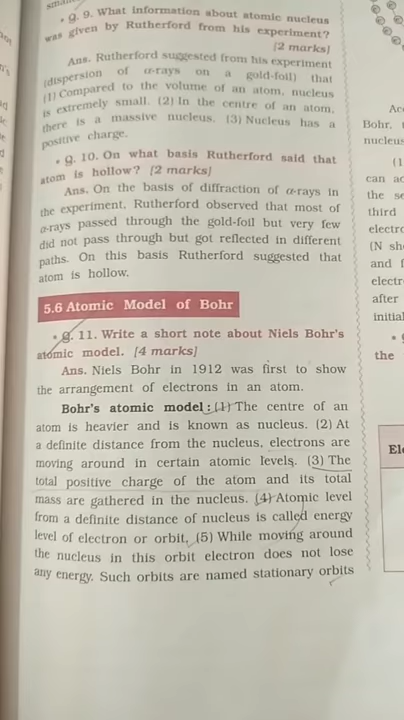 • Q. 9. What information about atomic nucleus
was given by Rutherford from his experiment?
[2 marks]
Ans. Rutherford suggested from his experiment
(dispersion of α-rays on a gold-foil) that
(1) Compared to the volume of an atom, nucleus
is extremely small. (2) In the centre of an atom,
there is a massive nucleus. (3) Nucleus has a
positive charge.
• Q. 10. On what basis Rutherford said that
atom is hollow? [2 marks]
Ans. On the basis of diffraction of α-rays in
the experiment, Rutherford observed that most of
α-rays passed through the gold-foil but very few
did not pass through but got reflected in different
paths. On this basis Rutherford suggested that
atom is hollow.
5.6 Atomic Model of Bohr
• Q. 11. Write a short note about Niels Bohr's
atomic model. [4 marks]
Ans. Niels Bohr in 1912 was first to show
the arrangement of electrons in an atom.
Bohr's atomic model : (1) The centre of an
atom is heavier and is known as nucleus. (2) At
a definite distance from the nucleus, electrons are
moving around in certain atomic levels. (3) The
total positive charge of the atom and its total
mass are gathered in the nucleus. (4) Atomic level
from a definite distance of nucleus is called energy
level of electron or orbit. (5) While moving around
the nucleus in this orbit electron does not lose
any energy. Such orbits are named stationary orbits
Bohr,
nucleus
(1
can
the
third
electro
(N
and
electr
after
initial
the